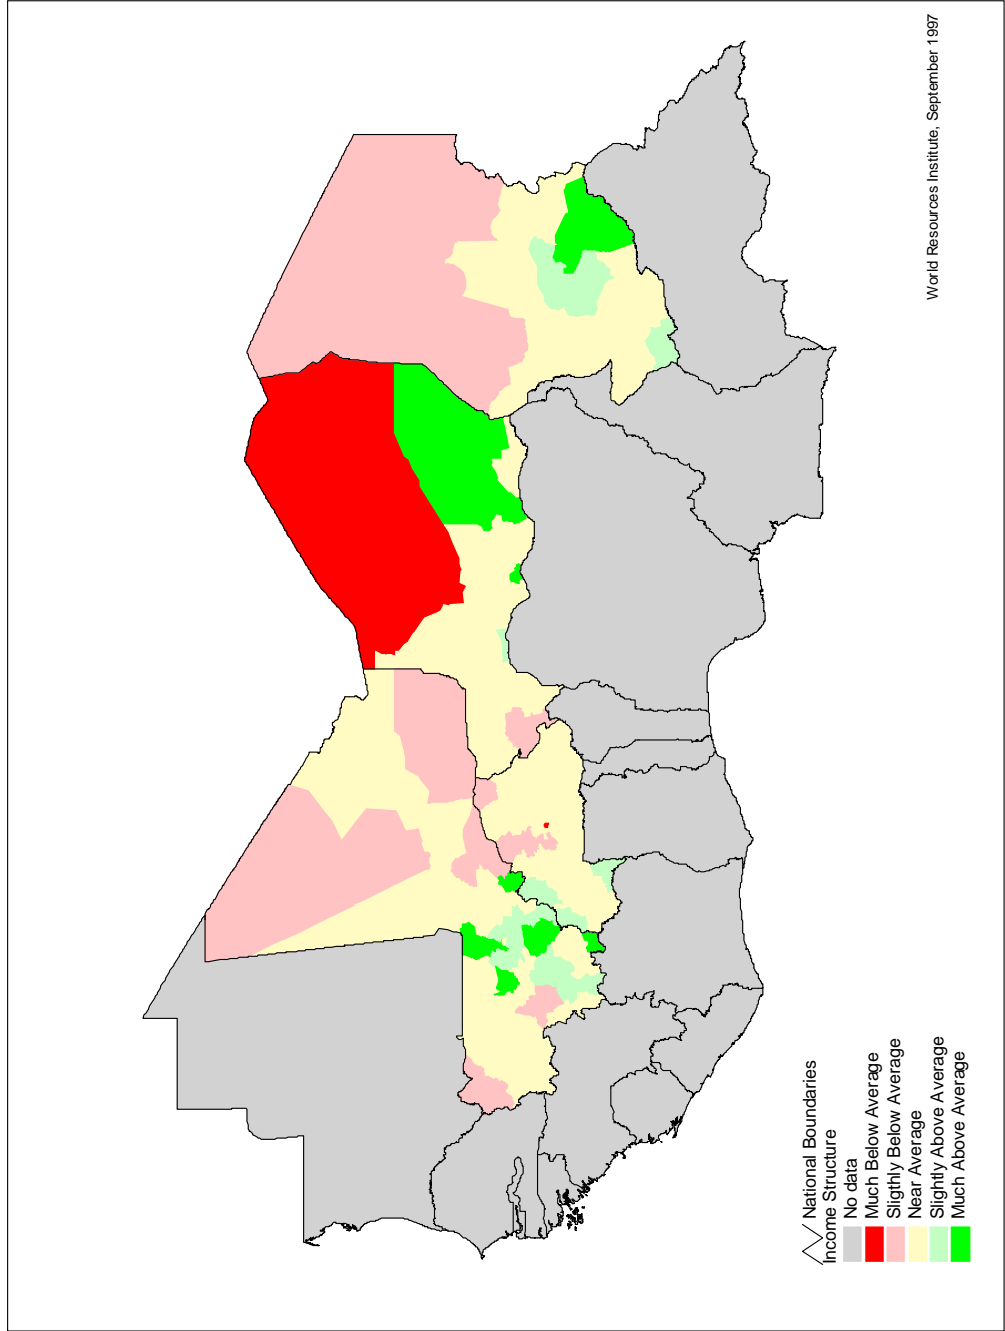 World Resources Institute, September 1997
National Boundaries
Income Structure
No data
Much Below Average
Sligthly Below Average
Near Average
Slightly Above Average
Much Above Average